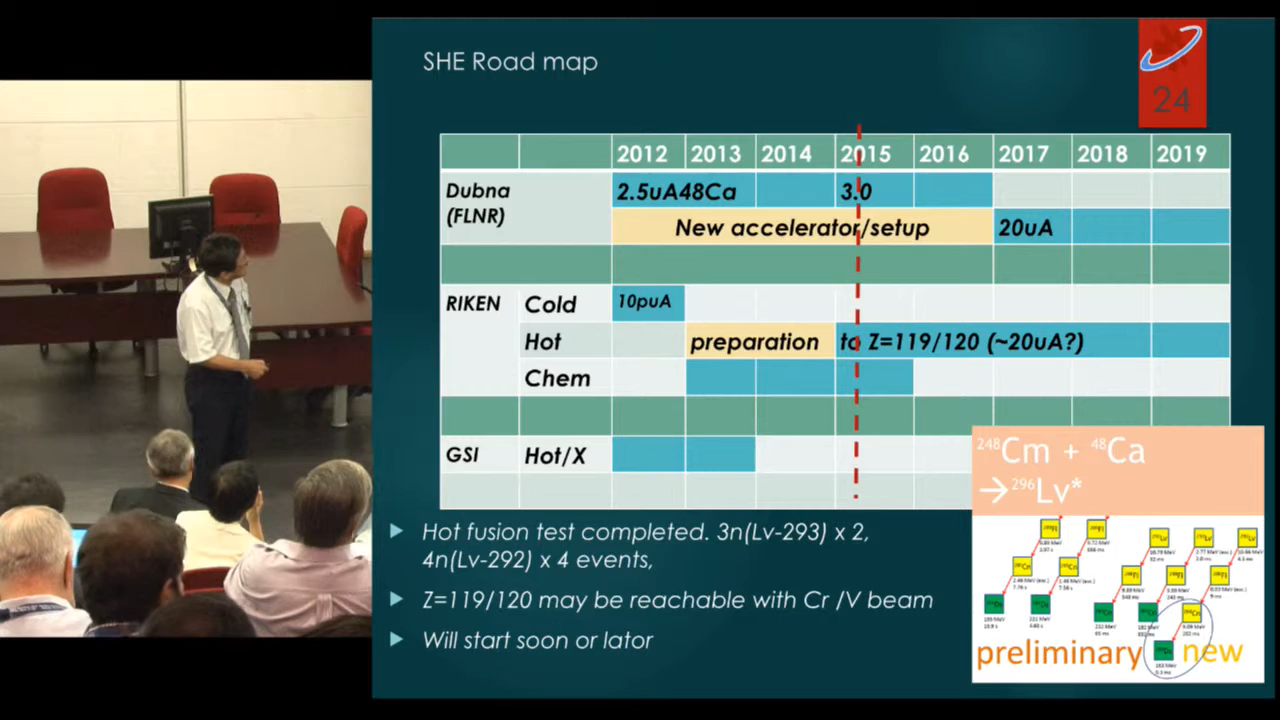 SHE Road map
24
2012 2013 2014 2015 2016 2017 2018 2019
Dubna (FLNR) 2.5uA48Ca 3.0
New accelerator/setup 20uA
RIKEN Cold 10puA
Hot preparation to Z=119/120 (~20uA?)
Chem
GSI Hot/X
248Cm + 48Ca
→296Lv*
Hot fusion test completed. 3n(Lv-293) x 2,
4n(Lv-292) x 4 events,
Z=119/120 may be reachable with Cr /V beam
Will start soon or lator
preliminary new